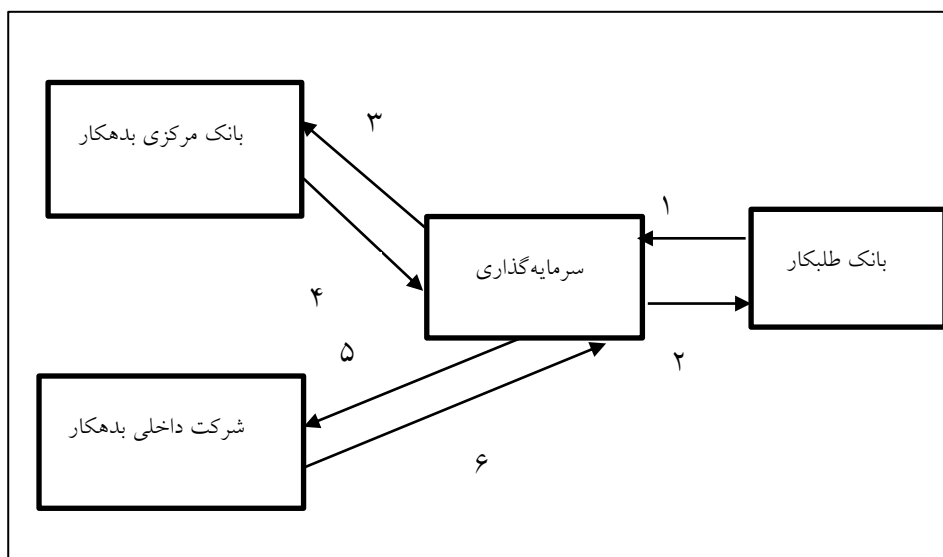 بانک مرکزی بدهکار
۳
۱
بانک طلبکار
سرمایه‌گذاری
۴
۲
۵
شرکت داخلی بدهکار
۶